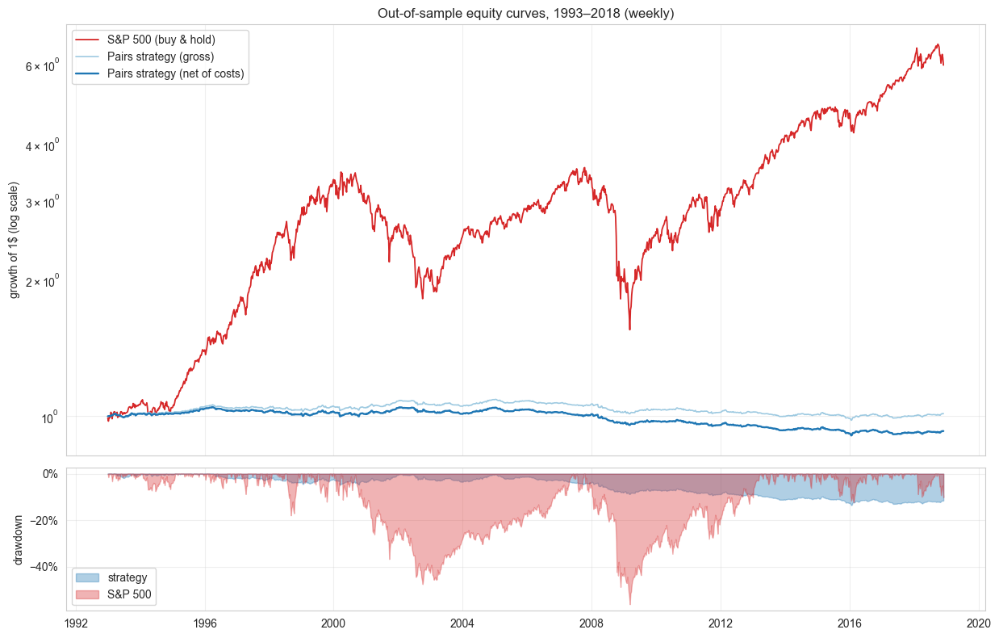 Out-of-sample equity curves, 1993–2018 (weekly)
S&P 500 (buy & hold)
Pairs strategy (gross)
Pairs strategy (net of costs)
growth of 1$ (log scale)
6 × 10⁰
4 × 10⁰
3 × 10⁰
2 × 10⁰
10⁰
drawdown
0%
−20%
−40%
strategy
S&P 500
1992 1996 2000 2004 2008 2012 2016 2020